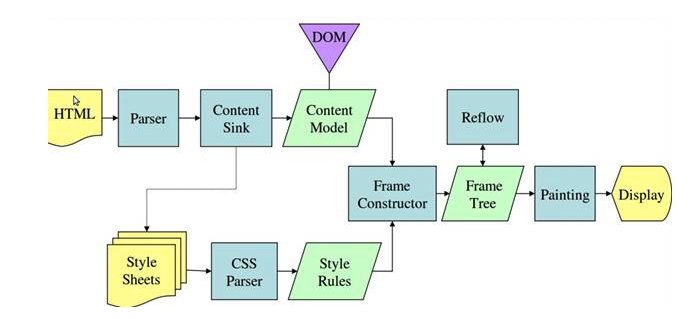 DOM
HTML
Parser
Content
Sink
Content
Model
Reflow
Frame
Constructor
Frame
Tree
Painting
Display
Style
Sheets
CSS
Parser
Style
Rules